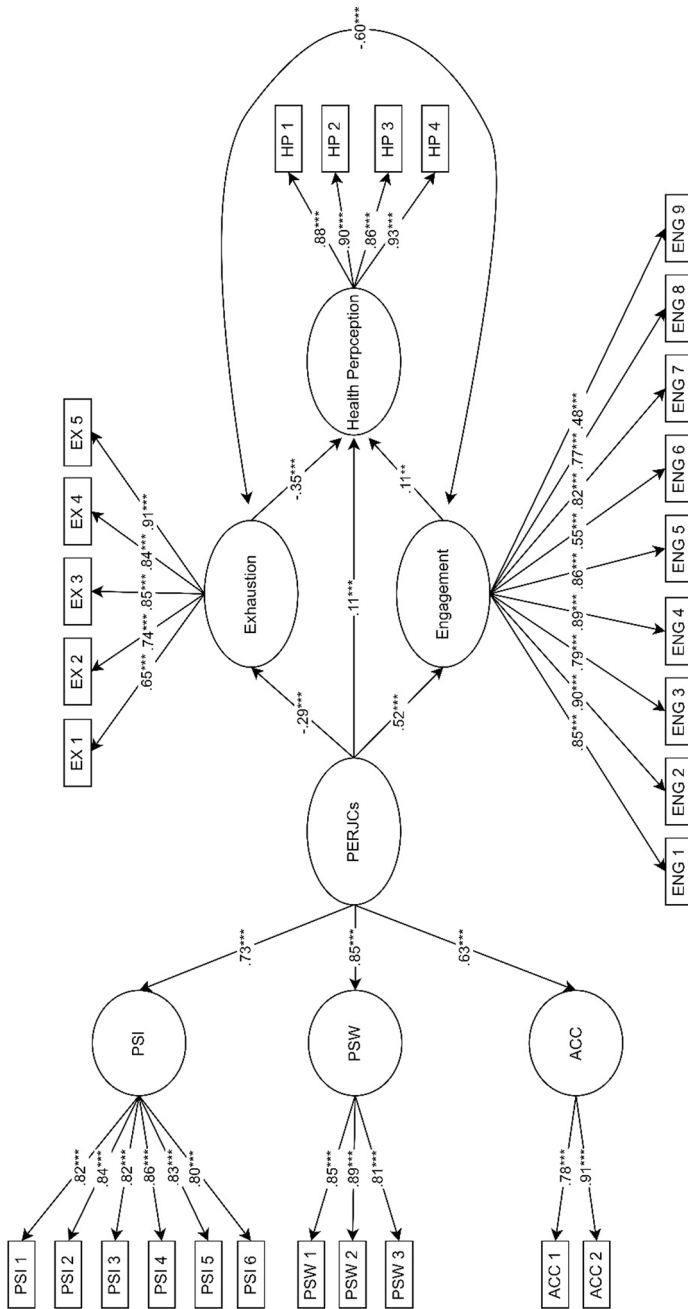 PSI 1
PSI 2
PSI 3
PSI 4
PSI 5
PSI 6
.82***
.84***
.82***
.86***
.83***
.80***
PSI
PSW 1
PSW 2
PSW 3
.85***
.89***
.81***
PSW
ACC 1
ACC 2
.78***
.91***
ACC
.73***
.85***
.63***
PERJCs
-.29***
.11***
.52***
EX 1
EX 2
EX 3
EX 4
EX 5
.65***
.74***
.85***
.84***
.91***
Exhaustion
Engagement
.85***
.90***
.79***
.89***
.86***
.55***
.82***
.77***
.48***
ENG 1
ENG 2
ENG 3
ENG 4
ENG 5
ENG 6
ENG 7
ENG 8
ENG 9
-.35***
.11**
Health Perpception
.88***
.90***
.86***
.93***
HP 1
HP 2
HP 3
HP 4
-.60***